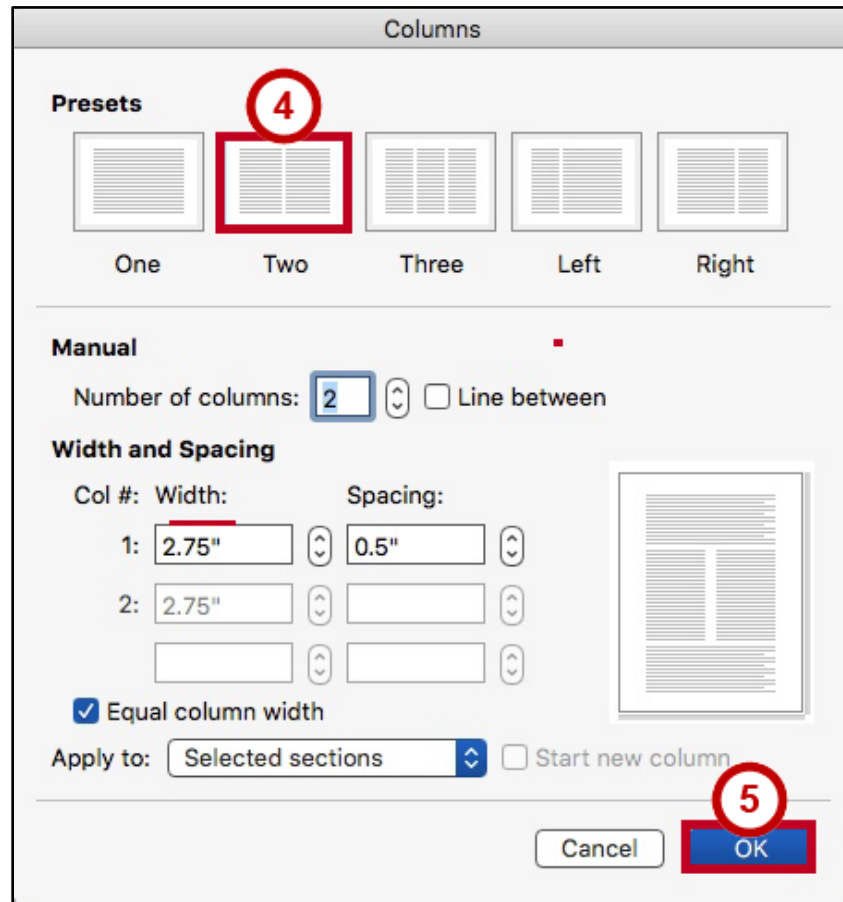 Columns
Presets
4
One Two Three Left Right
Manual
Number of columns: 2 Line between
Width and Spacing
Col #: Width: Spacing:
1: 2.75" 0.5"
2: 2.75"
Equal column width
Apply to: Selected sections Start new column
5
Cancel OK